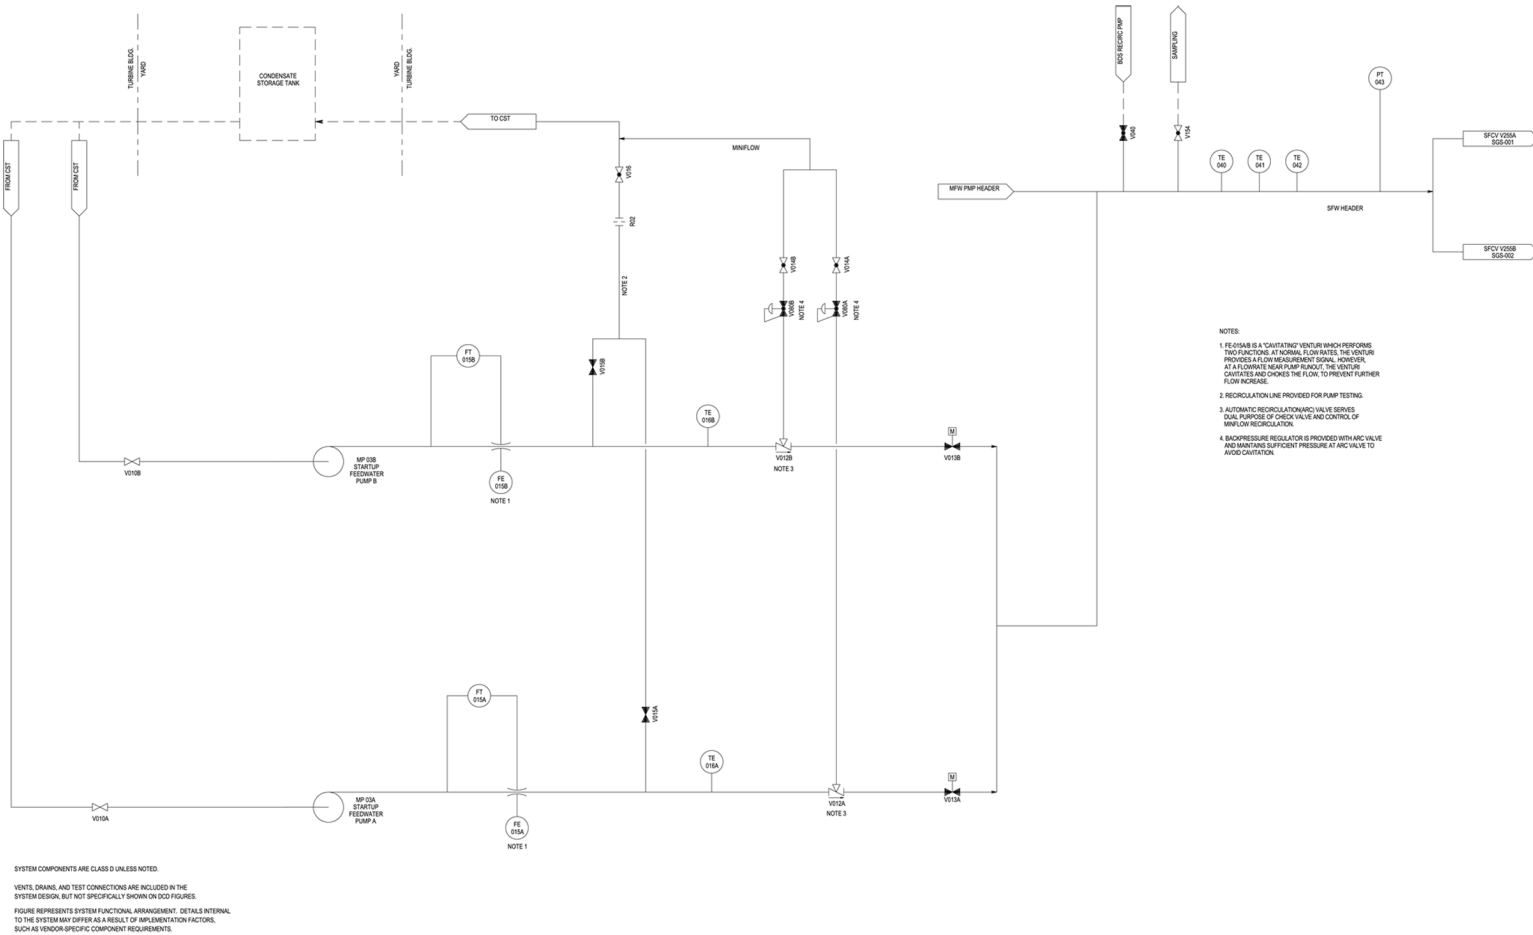 TURBINE BLDG.
YARD
CONDENSATE
STORAGE TANK
YARD
TURBINE BLDG.
TO CST
FROM CST
FROM CST
MINIFLOW
V016
R02
NOTE 2
V014B
V014A
V080B
NOTE 4
V080A
NOTE 4
BDS RECIRC PMP
SAMPLING
V040
V154
PT
043
TE
040
TE
041
TE
042
MFW PMP HEADER
SFW HEADER
SFCV V255A
SGS-001
SFCV V255B
SGS-002
FT
015B
V015B
TE
016B
V010B
MP 03B
STARTUP
FEEDWATER
PUMP B
FE
015B
NOTE 1
V012B
NOTE 3
M
V013B
FT
015A
V015A
TE
016A
V010A
MP 03A
STARTUP
FEEDWATER
PUMP A
FE
015A
NOTE 1
V012A
NOTE 3
M
V013A
NOTES:
1. FE-015A/B IS A "CAVITATING" VENTURI WHICH PERFORMS
TWO FUNCTIONS. AT NORMAL FLOW RATES, THE VENTURI
PROVIDES A FLOW MEASUREMENT SIGNAL. HOWEVER,
AT A FLOWRATE NEAR PUMP RUNOUT, THE VENTURI
CAVITATES AND CHOKES THE FLOW, TO PREVENT FURTHER
FLOW INCREASE.
2. RECIRCULATION LINE PROVIDED FOR PUMP TESTING.
3. AUTOMATIC RECIRCULATION(ARC) VALVE SERVES
DUAL PURPOSE OF CHECK VALVE AND CONTROL OF
MINFLOW RECIRCULATION.
4. BACKPRESSURE REGULATOR IS PROVIDED WITH ARC VALVE
AND MAINTAINS SUFFICIENT PRESSURE AT ARC VALVE TO
AVOID CAVITATION.
SYSTEM COMPONENTS ARE CLASS D UNLESS NOTED.
VENTS, DRAINS, AND TEST CONNECTIONS ARE INCLUDED IN THE
SYSTEM DESIGN, BUT NOT SPECIFICALLY SHOWN ON DCD FIGURES.
FIGURE REPRESENTS SYSTEM FUNCTIONAL ARRANGEMENT. DETAILS INTERNAL
TO THE SYSTEM MAY DIFFER AS A RESULT OF IMPLEMENTATION FACTORS,
SUCH AS VENDOR-SPECIFIC COMPONENT REQUIREMENTS.